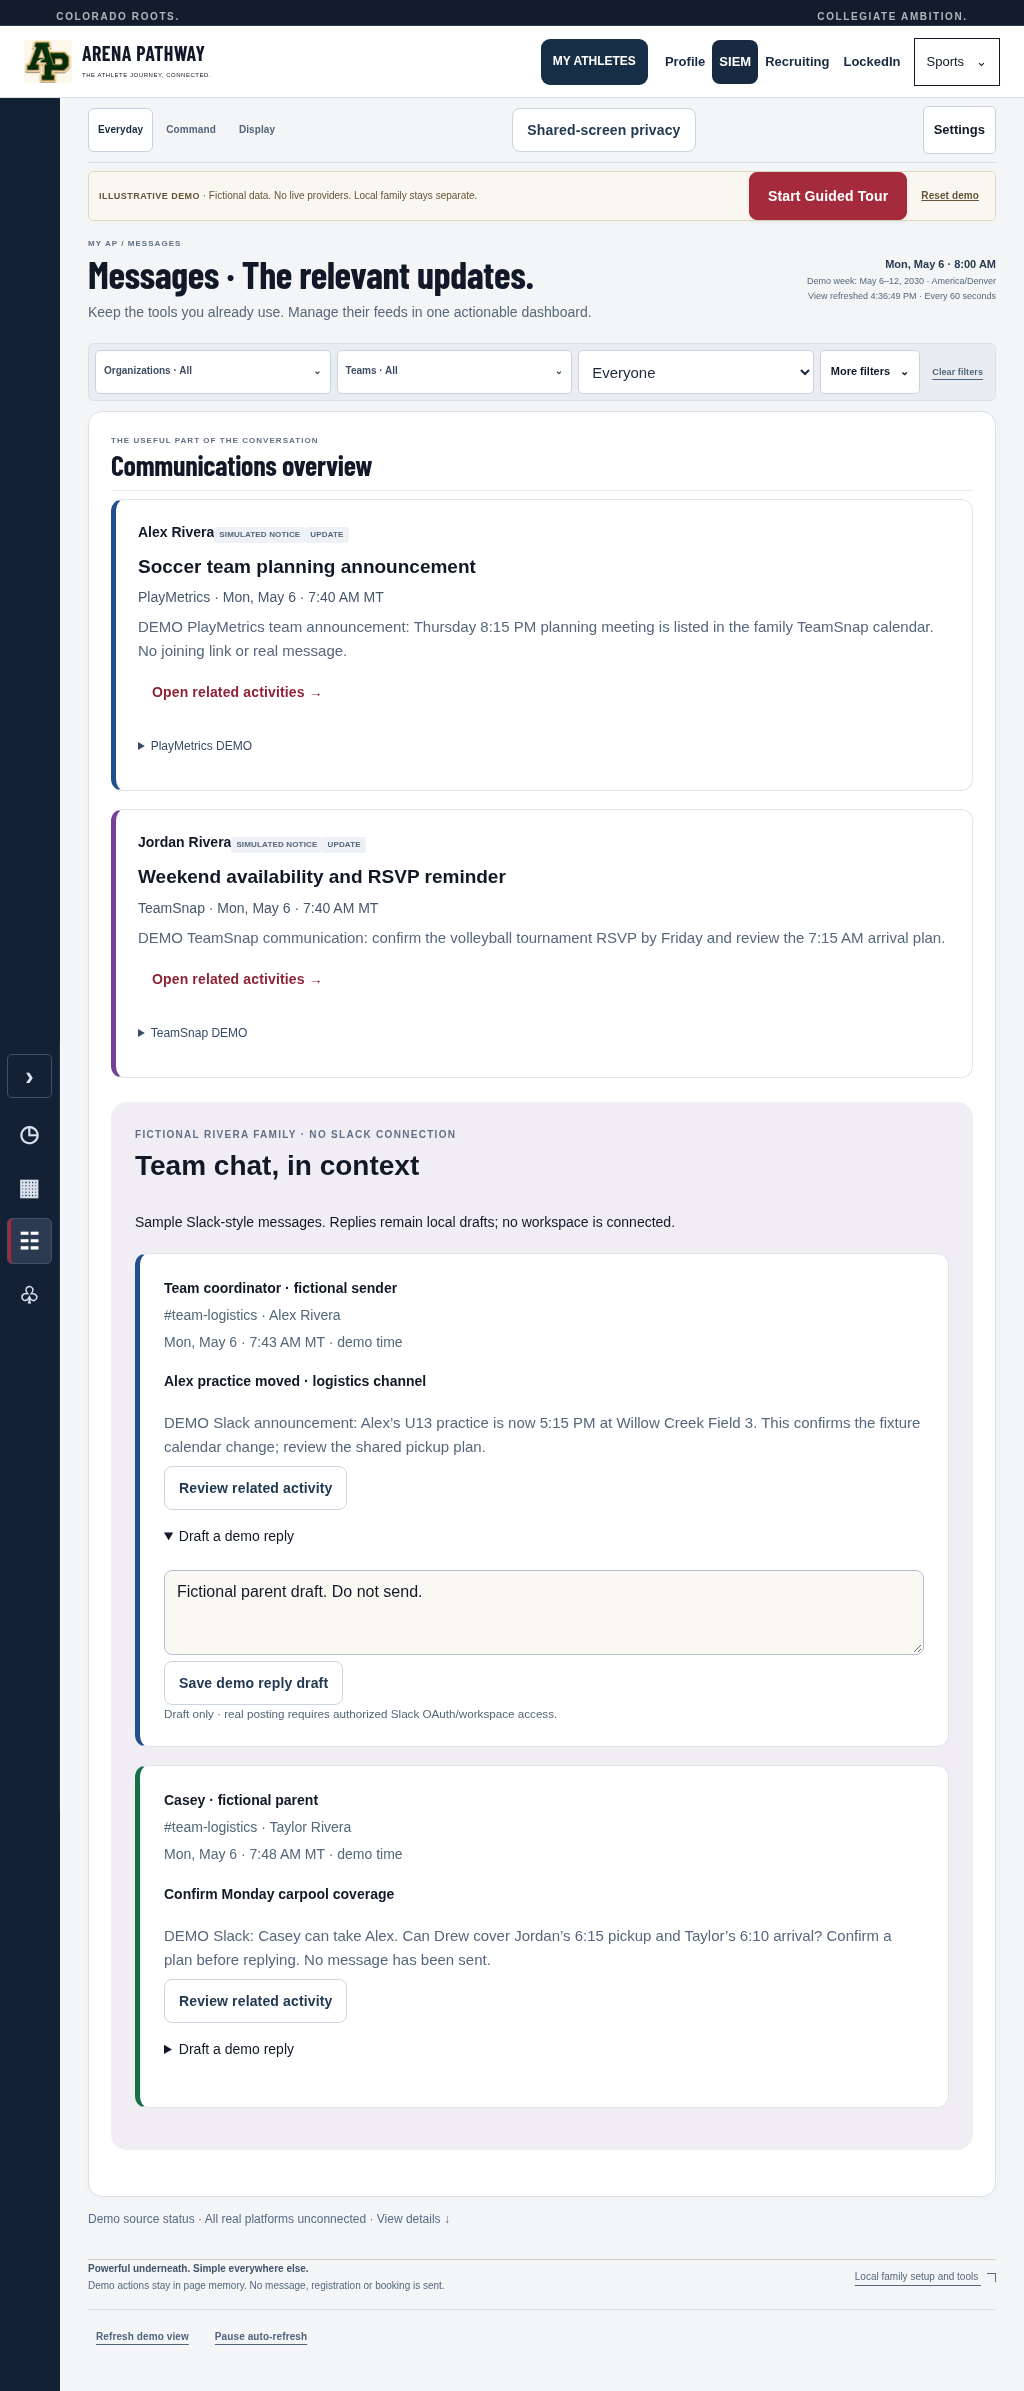 COLORADO ROOTS.
COLLEGIATE AMBITION.
AP
ARENA PATHWAY
THE ATHLETE JOURNEY, CONNECTED.
MY ATHLETES
Profile
SIEM
Recruiting
LockedIn
Sports
Everyday
Command
Display
Shared-screen privacy
Settings
ILLUSTRATIVE DEMO · Fictional data. No live providers. Local family stays separate.
Start Guided Tour
Reset demo
MY AP / MESSAGES
Messages · The relevant updates.
Keep the tools you already use. Manage their feeds in one actionable dashboard.
Mon, May 6 · 8:00 AM
Demo week: May 6–12, 2030 · America/Denver
View refreshed 4:36:49 PM · Every 60 seconds
Organizations · All
Teams · All
Everyone
More filters
Clear filters
THE USEFUL PART OF THE CONVERSATION
Communications overview
Alex Rivera SIMULATED NOTICE UPDATE
Soccer team planning announcement
PlayMetrics · Mon, May 6 · 7:40 AM MT
DEMO PlayMetrics team announcement: Thursday 8:15 PM planning meeting is listed in the family TeamSnap calendar.
No joining link or real message.
Open related activities →
▶ PlayMetrics DEMO
Jordan Rivera SIMULATED NOTICE UPDATE
Weekend availability and RSVP reminder
TeamSnap · Mon, May 6 · 7:40 AM MT
DEMO TeamSnap communication: confirm the volleyball tournament RSVP by Friday and review the 7:15 AM arrival plan.
Open related activities →
▶ TeamSnap DEMO
FICTIONAL RIVERA FAMILY · NO SLACK CONNECTION
Team chat, in context
Sample Slack-style messages. Replies remain local drafts; no workspace is connected.
Team coordinator · fictional sender
#team-logistics · Alex Rivera
Mon, May 6 · 7:43 AM MT · demo time
Alex practice moved · logistics channel
DEMO Slack announcement: Alex’s U13 practice is now 5:15 PM at Willow Creek Field 3. This confirms the fixture
calendar change; review the shared pickup plan.
Review related activity
▼ Draft a demo reply
Fictional parent draft. Do not send.
Save demo reply draft
Draft only · real posting requires authorized Slack OAuth/workspace access.
Casey · fictional parent
#team-logistics · Taylor Rivera
Mon, May 6 · 7:48 AM MT · demo time
Confirm Monday carpool coverage
DEMO Slack: Casey can take Alex. Can Drew cover Jordan’s 6:15 pickup and Taylor’s 6:10 arrival? Confirm a
plan before replying. No message has been sent.
Review related activity
▶ Draft a demo reply
Demo source status · All real platforms unconnected · View details ↓
Powerful underneath. Simple everywhere else.
Demo actions stay in page memory. No message, registration or booking is sent.
Local family setup and tools
Refresh demo view
Pause auto-refresh